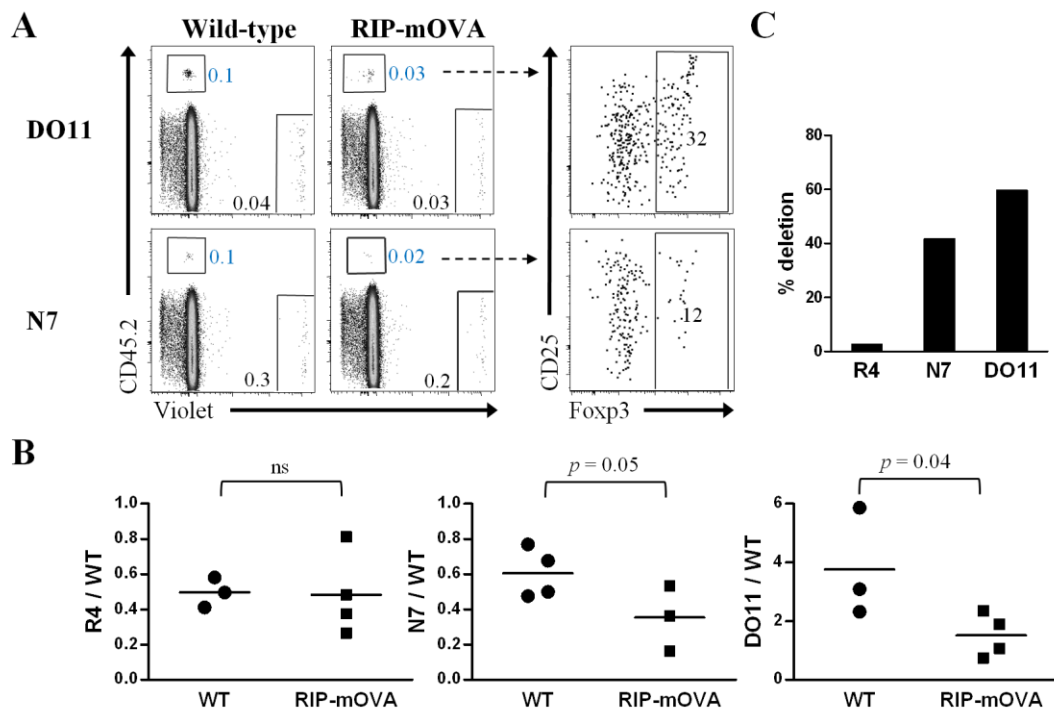 A
Wild-type
RIP-mOVA
C
DO11
0.1
0.03
32
0.04
0.03
N7
0.1
0.02
12
0.3
0.2
CD45.2
CD25
Violet
Foxp3
% deletion
80
60
40
20
0
R4
N7
DO11
B
ns
p = 0.05
p = 0.04
R4 / WT
1.0
0.8
0.6
0.4
0.2
0.0
WT
RIP-mOVA
N7 / WT
1.0
0.8
0.6
0.4
0.2
0.0
WT
RIP-mOVA
DO11 / WT
6
4
2
0
WT
RIP-mOVA